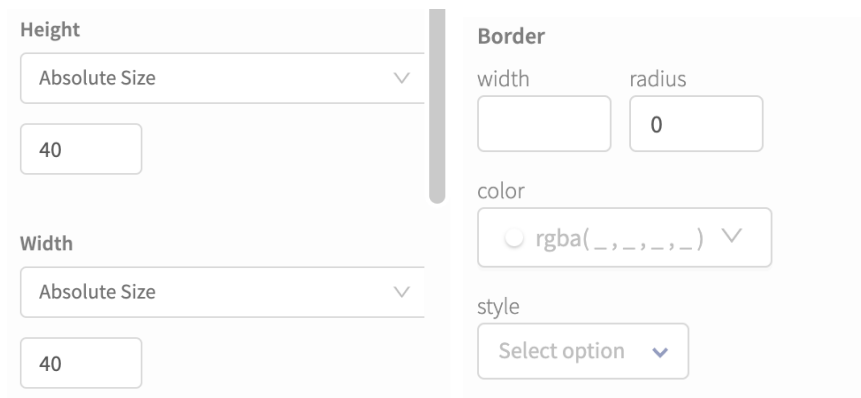 Height
Absolute Size
40
Width
Absolute Size
40
Border
width radius
0
color
rgba( _ , _ , _ , _ )
style
Select option